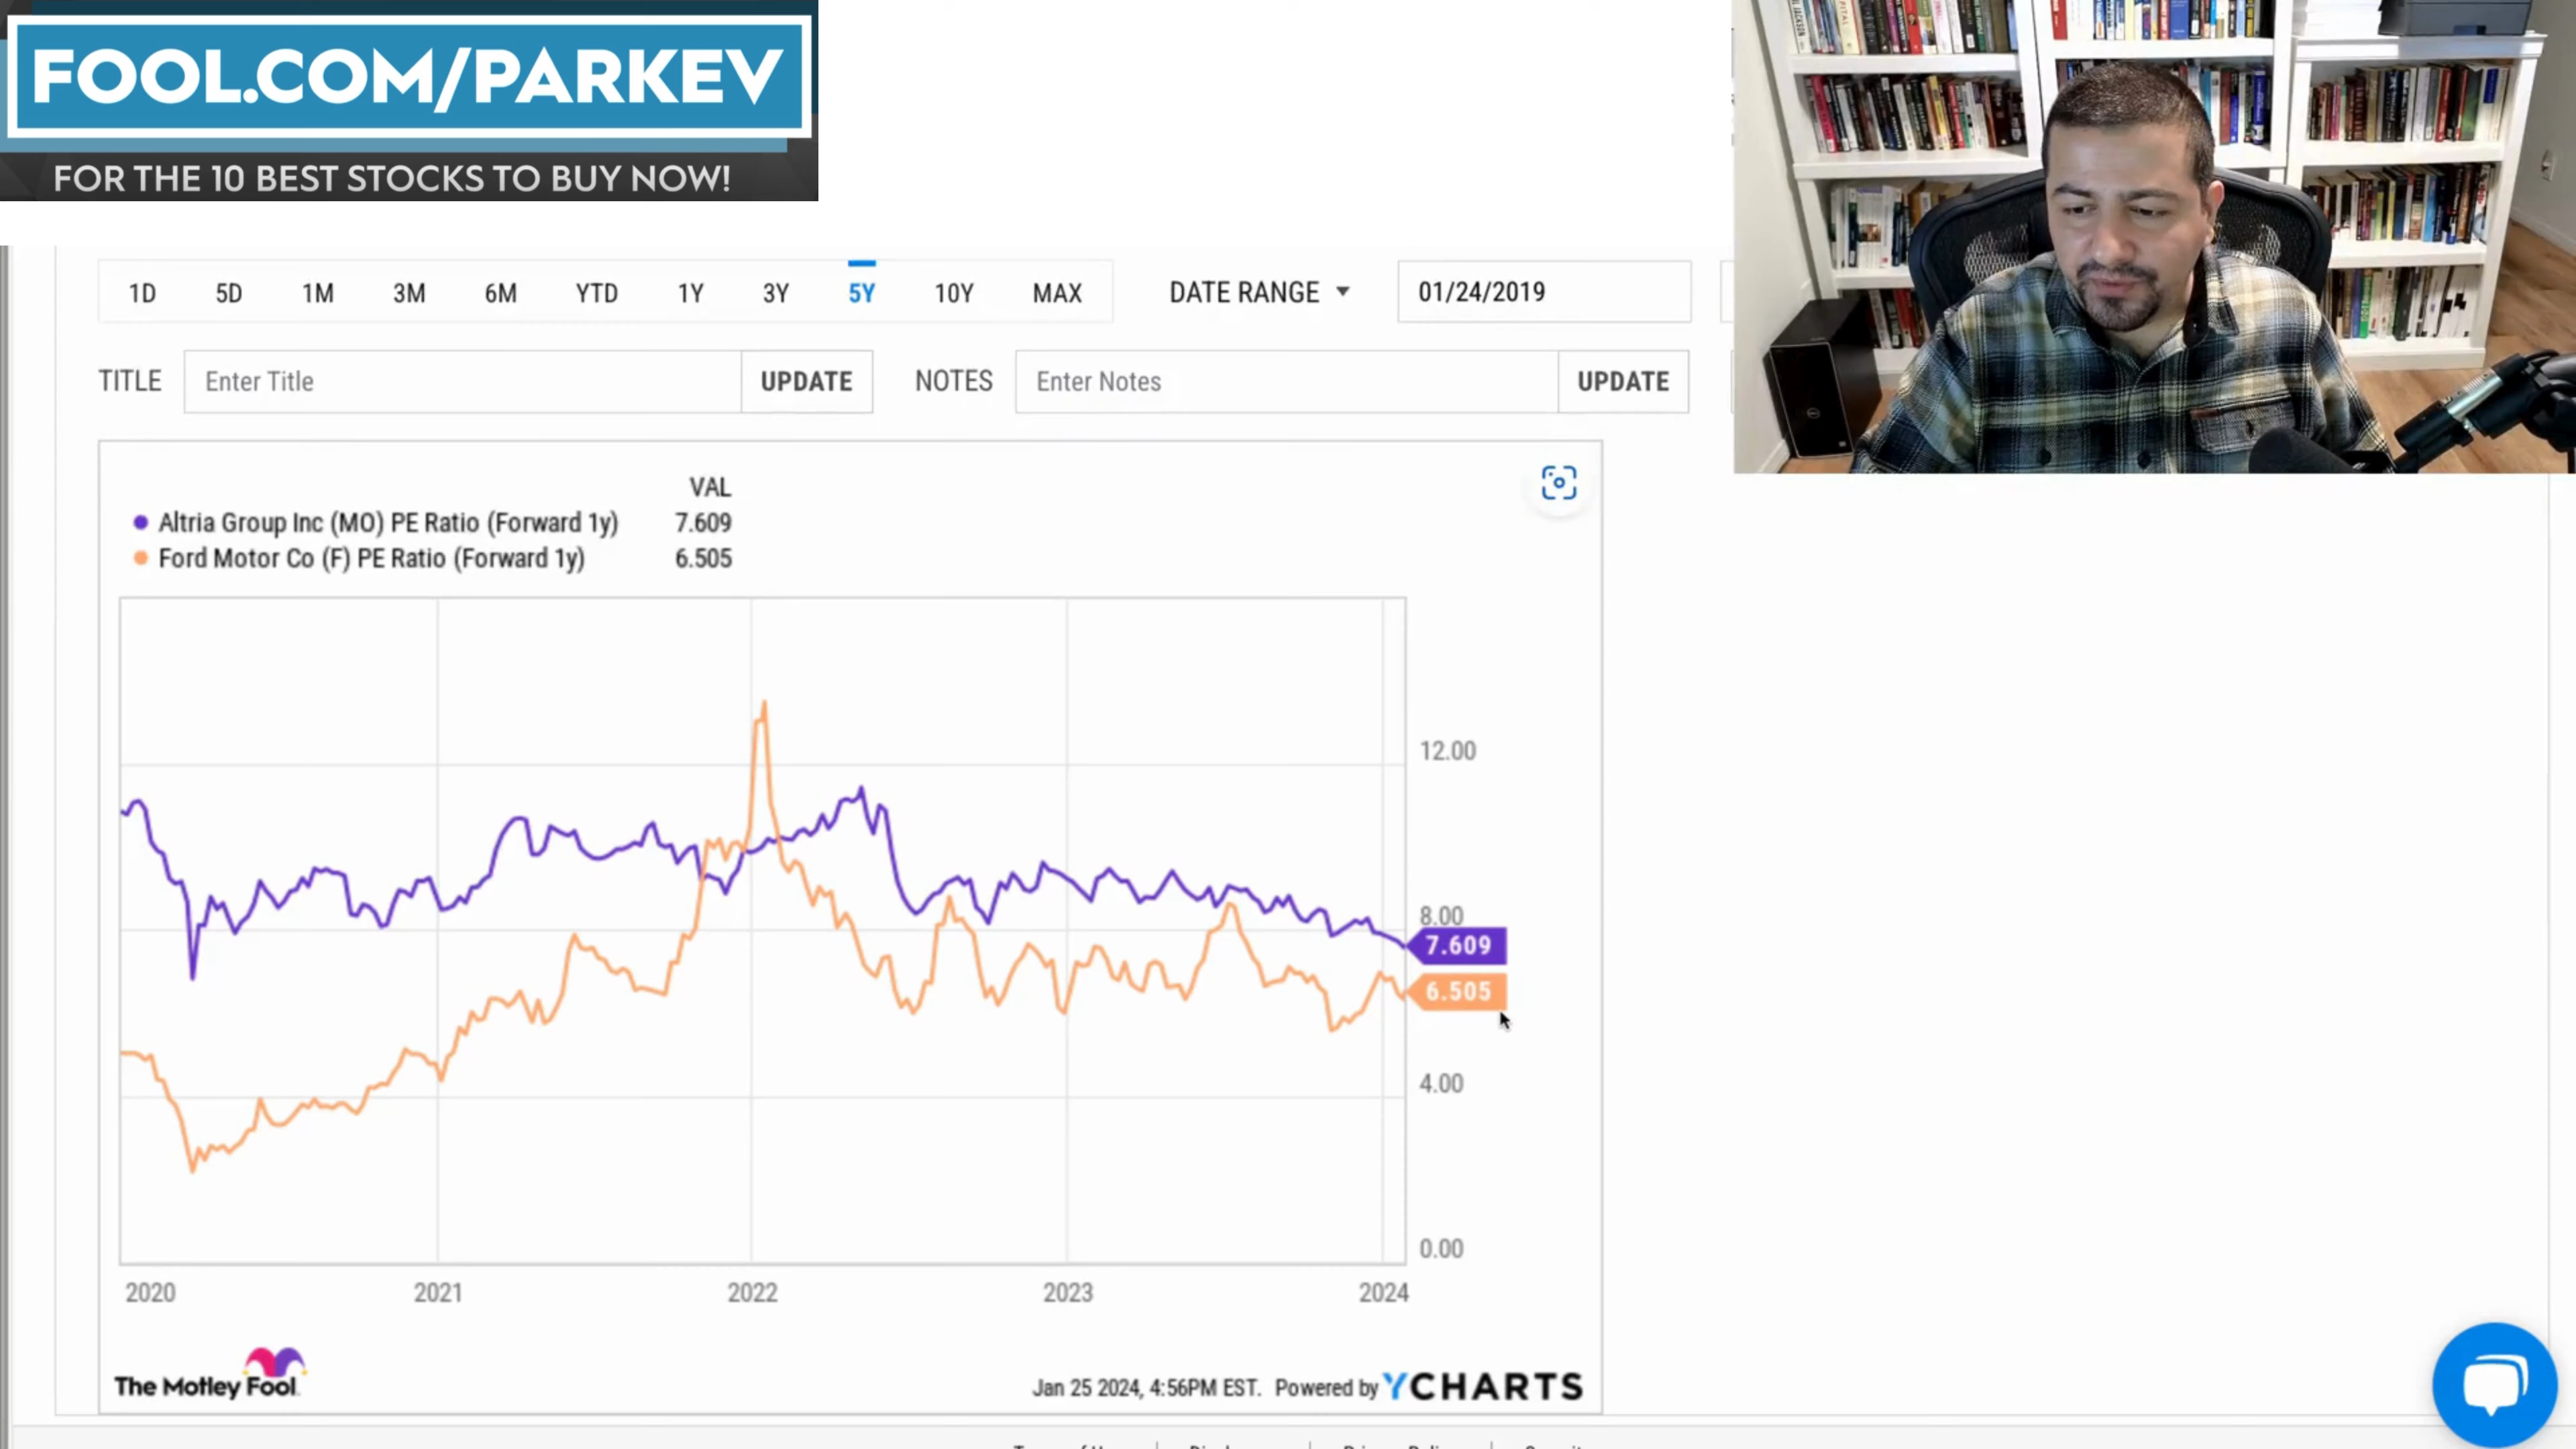 FOOL.COM/PARKEV
FOR THE 10 BEST STOCKS TO BUY NOW!
1D 5D 1M 3M 6M YTD 1Y 3Y 5Y 10Y MAX DATE RANGE 01/24/2019
TITLE Enter Title UPDATE NOTES Enter Notes UPDATE
VAL
Altria Group Inc (MO) PE Ratio (Forward 1y) 7.609
Ford Motor Co (F) PE Ratio (Forward 1y) 6.505
12.00
8.00
7.609
6.505
4.00
0.00
2020 2021 2022 2023 2024
The Motley Fool
Jan 25 2024, 4:56PM EST. Powered by YCHARTS